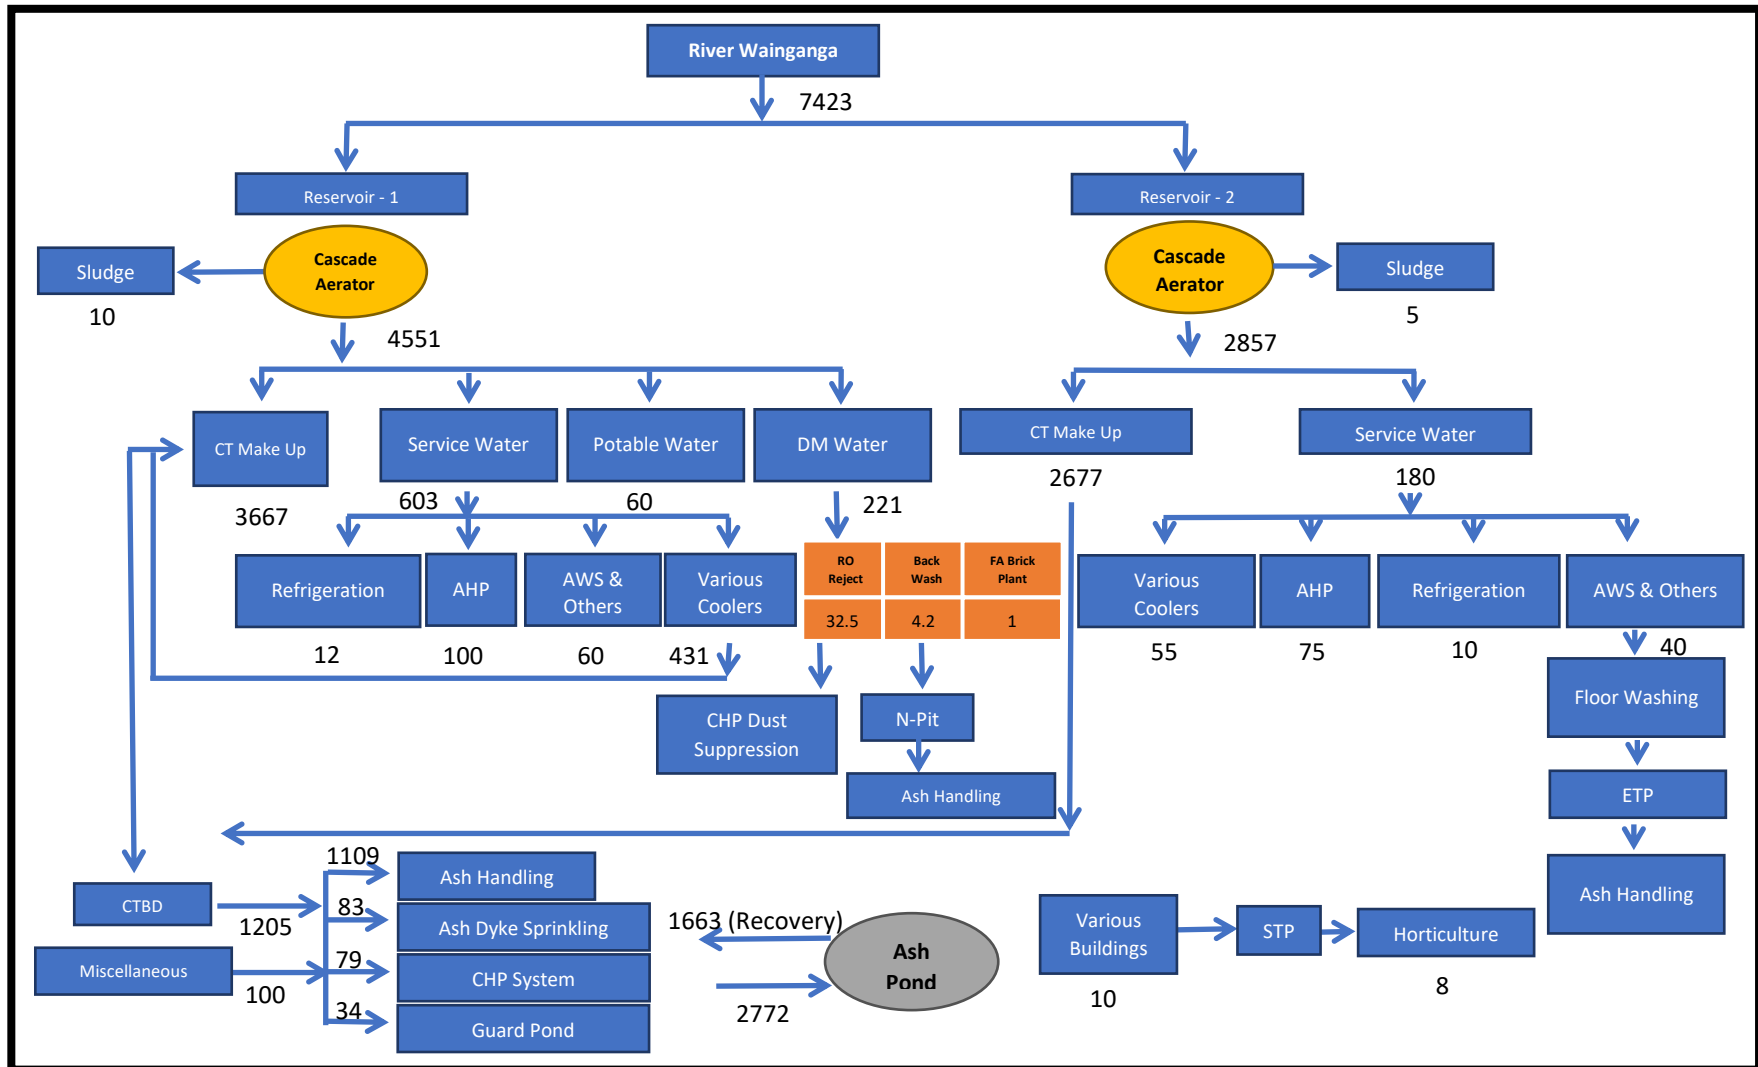 River Wainganga
7423
Reservoir - 1
Reservoir - 2
Sludge
10
Cascade
Aerator
4551
Cascade
Aerator
2857
Sludge
5
CT Make Up
3667
Service Water
603
Potable Water
60
DM Water
221
CT Make Up
2677
Service Water
180
Refrigeration
12
AHP
100
AWS &
Others
60
Various
Coolers
431
RO
Reject
Back
Wash
FA Brick
Plant
32.5
4.2
1
Various
Coolers
55
AHP
75
Refrigeration
10
AWS & Others
40
CHP Dust
Suppression
N-Pit
Ash Handling
Floor Washing
ETP
Ash Handling
CTBD
1205
Miscellaneous
100
1109
Ash Handling
83
Ash Dyke Sprinkling
79
CHP System
34
Guard Pond
1663 (Recovery)
2772
Ash
Pond
Various
Buildings
10
STP
Horticulture
8